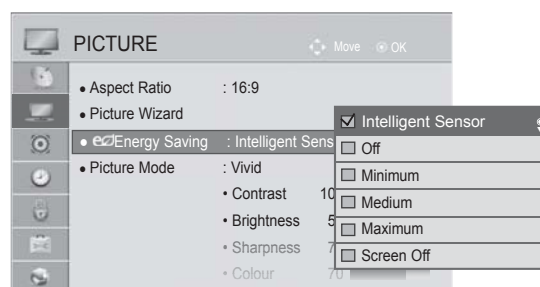 PICTURE
Move OK
• Aspect Ratio : 16:9
• Picture Wizard
• Energy Saving : Intelligent Sens
• Picture Mode : Vivid
• Contrast 10
• Brightness 5
• Sharpness 7
• Colour 70
Intelligent Sensor
Off
Minimum
Medium
Maximum
Screen Off